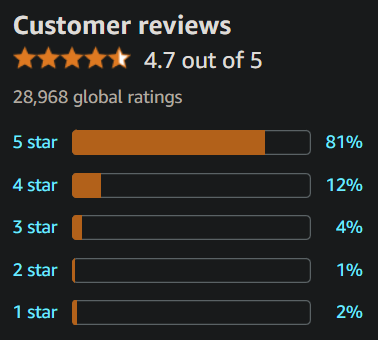 Customer reviews
4.7 out of 5
28,968 global ratings
5 star 81%
4 star 12%
3 star 4%
2 star 1%
1 star 2%